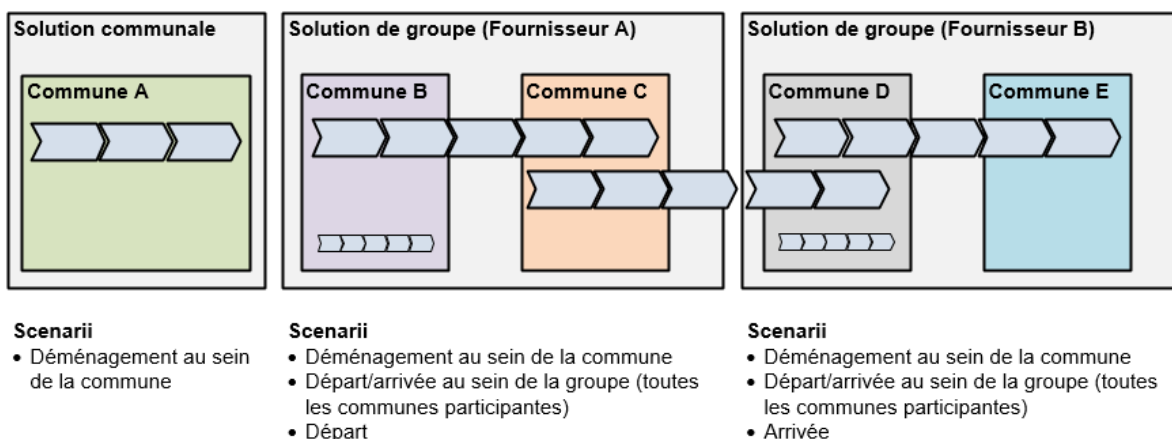 Solution communale
Commune A
Solution de groupe (Fournisseur A)
Commune B
Commune C
Solution de groupe (Fournisseur B)
Commune D
Commune E
Scenarii
• Déménagement au sein
de la commune
Scenarii
• Déménagement au sein de la commune
• Départ/arrivée au sein de la groupe (toutes
les communes participantes)
• Départ
Scenarii
• Déménagement au sein de la commune
• Départ/arrivée au sein de la groupe (toutes
les communes participantes)
• Arrivée